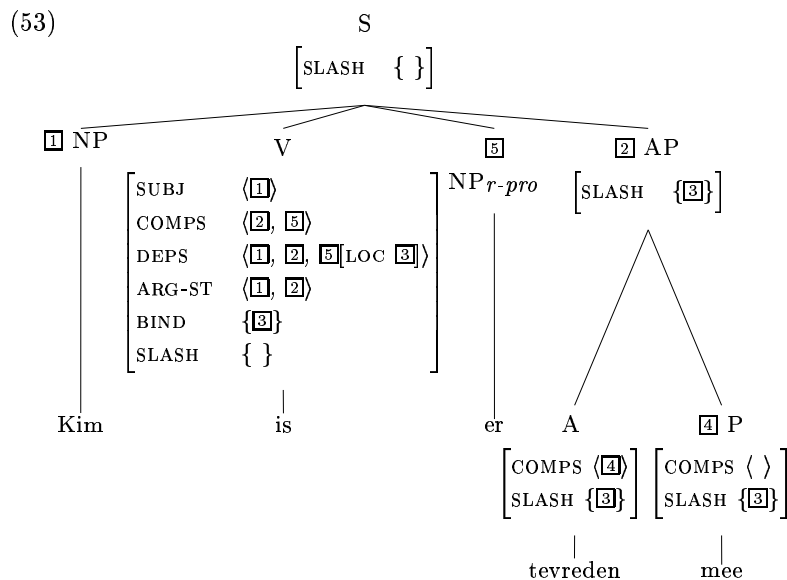 (53)
S
[SLASH { }]
[1] NP V [5] [2] AP
NPr-pro
[SLASH {[3]}]
[SUBJ ⟨[1]⟩
COMPS ⟨[2], [5]⟩
DEPS ⟨[1], [2], [5][LOC [3]]⟩
ARG-ST ⟨[1], [2]⟩
BIND {[3]}
SLASH { }]
Kim is er A [4] P
[COMPS ⟨[4]⟩ [COMPS ⟨ ⟩
SLASH {[3]}] SLASH {[3]}]
tevreden mee